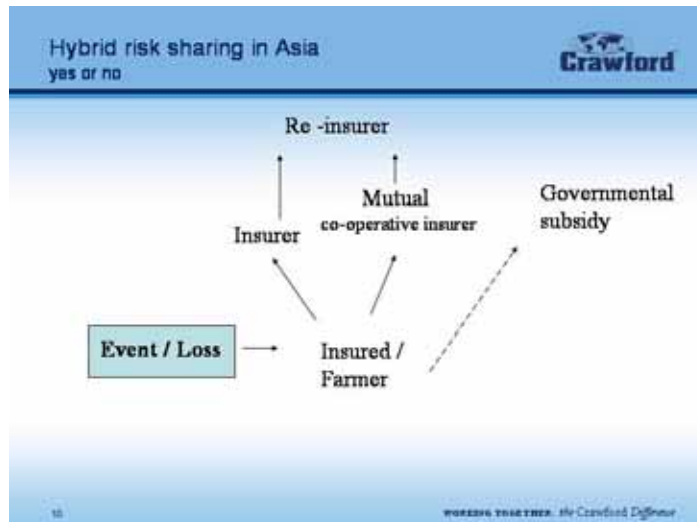 Hybrid risk sharing in Asia
yes or no
Crawford
Re -insurer
Mutual
co-operative insurer
Governmental
subsidy
Insurer
Event / Loss
Insured /
Farmer
10
WORKING TOGETHER. the Crawford Difference